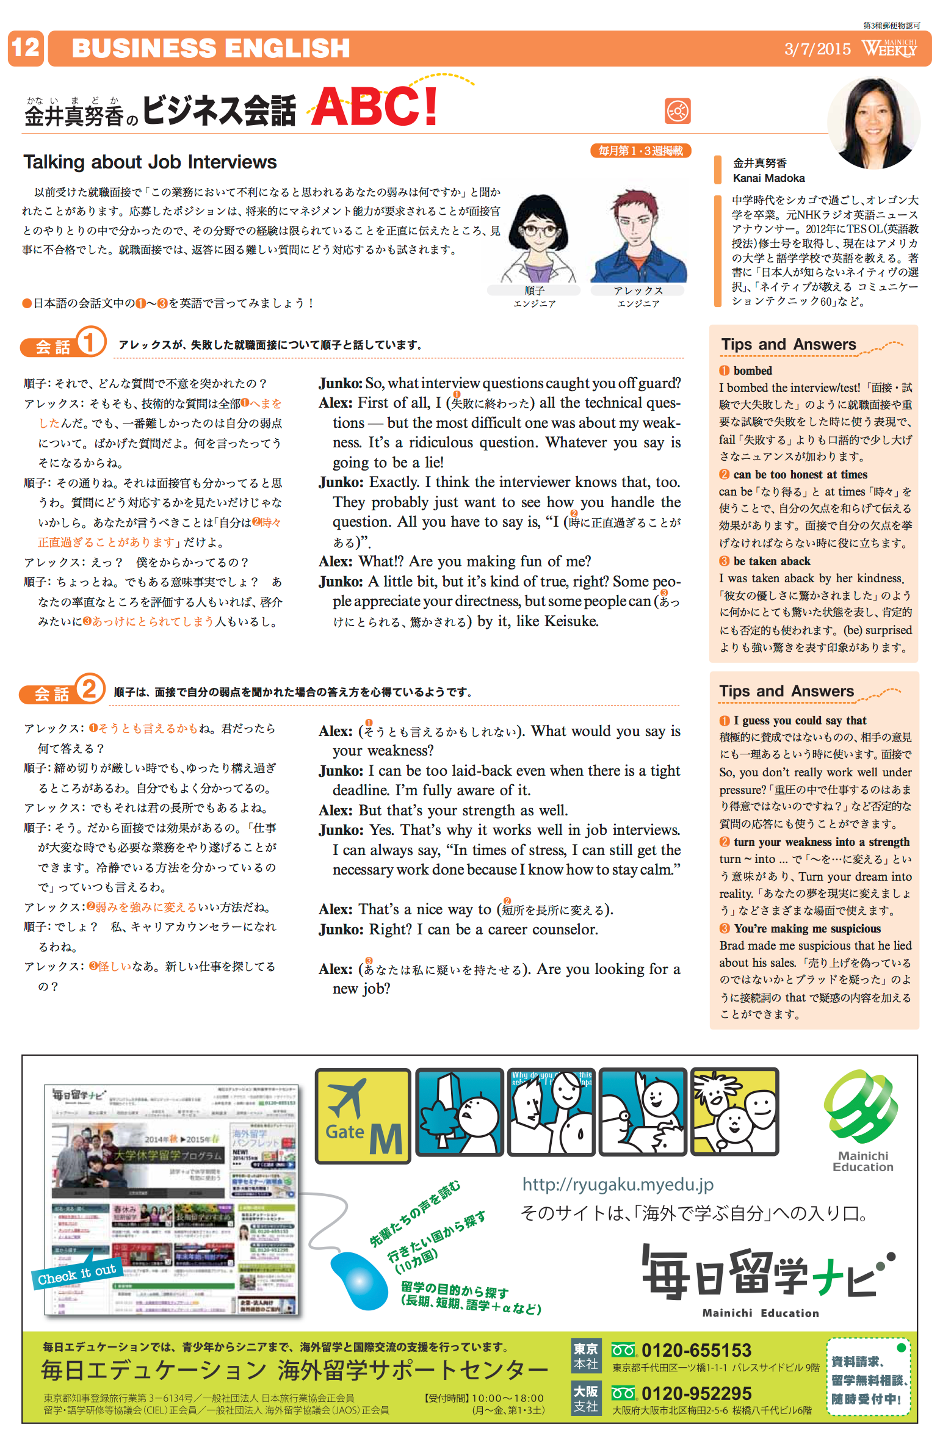 第3種郵便物認可
12 BUSINESS ENGLISH 3/7/2015 MAINICHI WEEKLY
かない まどか
金井真努香のビジネス会話 ABC!
Talking about Job Interviews
毎月第1・3週掲載
以前受けた就職面接で「この業務において不利になると思われるあなたの弱みは何ですか」と聞か
れたことがあります。応募したポジションは、将来的にマネジメント能力が要求されることが面接官
とのやりとりの中で分かったので、その分野での経験は限られていることを正直に伝えたところ、見
事に不合格でした。就職面接では、返答に困る難しい質問にどう対応するかも試されます。
●日本語の会話文中の❶〜❸を英語で言ってみましょう！
順子
エンジニア
アレックス
エンジニア
金井真努香
Kanai Madoka
中学時代をシカゴで過ごし、オレゴン大
学を卒業。元NHKラジオ英語ニュース
アナウンサー。2012年にTESOL(英語教
授法)修士号を取得し、現在はアメリカ
の大学と語学学校で英語を教える。著
書に「日本人が知らないネイティヴの選
択」、「ネイティブが教える コミュニケー
ションテクニック60」など。
会話1 アレックスが、失敗した就職面接について順子と話しています。
順子：それで、どんな質問で不意を突かれたの？
アレックス：そもそも、技術的な質問は全部❶へまを
したんだ。でも、一番難しかったのは自分の弱点
について。ばかげた質問だよ。何を言ったってう
そになるからね。
順子：その通りね。それは面接官も分かってると思
うわ。質問にどう対応するかを見たいだけじゃな
いかしら。あなたが言うべきことは「自分は❷時々
正直過ぎることがあります」だけよ。
アレックス：えっ？　僕をからかってるの？
順子：ちょっとね。でもある意味事実でしょ？　あ
なたの率直なところを評価する人もいれば、啓介
みたいに❸あっけにとられてしまう人もいるし。
Junko: So, what interview questions caught you off guard?
Alex: First of all, I (❶失敗に終わった) all the technical ques-
tions — but the most difficult one was about my weak-
ness. It's a ridiculous question. Whatever you say is
going to be a lie!
Junko: Exactly. I think the interviewer knows that, too.
They probably just want to see how you handle the
question. All you have to say is, “I (❷時に正直過ぎることが
ある)”.
Alex: What!? Are you making fun of me?
Junko: A little bit, but it's kind of true, right? Some peo-
ple appreciate your directness, but some people can (❸あっ
けにとられる、驚かされる) by it, like Keisuke.
Tips and Answers
❶ bombed
I bombed the interview/test! 「面接・試
験で大失敗した」のように就職面接や重
要な試験で失敗をした時に使う表現で、
fail「失敗する」よりも口語的で少し大げ
さなニュアンスが加わります。
❷ can be too honest at times
can be「なり得る」と at times「時々」を
使うことで、自分の欠点を和らげて伝える
効果があります。面接で自分の欠点を挙
げなければならない時に役に立ちます。
❸ be taken aback
I was taken aback by her kindness.
「彼女の優しさに驚かされました」のよう
に何かにとても驚いた状態を表し、肯定的
にも否定的も使われます。(be) surprised
よりも強い驚きを表す印象があります。
会話2 順子は、面接で自分の弱点を聞かれた場合の答え方を心得ているようです。
アレックス：❶そうとも言えるかもね。君だったら
何て答える？
順子：締め切りが厳しい時でも、ゆったり構え過ぎ
るところがあるわ。自分でもよく分かってるの。
アレックス：でもそれは君の長所でもあるよね。
順子：そう。だから面接では効果があるの。「仕事
が大変な時でも必要な業務をやり遂げることが
できます。冷静でいる方法を分かっているの
で」っていつも言えるわ。
アレックス：❷弱みを強みに変えるいい方法だね。
順子：でしょ？　私、キャリアカウンセラーになれ
るわね。
アレックス：❸怪しいなあ。新しい仕事を探してる
の？
Alex: (❶そうとも言えるかもしれない). What would you say is
your weakness?
Junko: I can be too laid-back even when there is a tight
deadline. I'm fully aware of it.
Alex: But that's your strength as well.
Junko: Yes. That's why it works well in job interviews.
I can always say, “In times of stress, I can still get the
necessary work done because I know how to stay calm.”
Alex: That's a nice way to (❷短所を長所に変える).
Junko: Right? I can be a career counselor.
Alex: (❸あなたは私に疑いを持たせる). Are you looking for a
new job?
Tips and Answers
❶ I guess you could say that
積極的に賛成ではないものの、相手の意見
にも一理あるという時に使います。面接で
So, you don't really work well under
pressure?「重圧の中で仕事するのはあま
り得意ではないのですね？」など否定的な
質問の応答にも使うことができます。
❷ turn your weakness into a strength
turn ~ into ... で「〜を…に変える」とい
う意味があり、Turn your dream into
reality.「あなたの夢を現実に変えましょ
う」などさまざまな場面で使えます。
❸ You're making me suspicious
Brad made me suspicious that he lied
about his sales. 「売り上げを偽っている
のではないかとブラッドを疑った」のよ
うに接続詞の that で疑惑の内容を加える
ことができます。
毎日留学ナビ
2014年秋▶2015年春
大学休学留学プログラム
海外留学
パンフレット
NEW!
春休み
短期留学
Check it out
Gate M
先輩たちの声を読む
行きたい国から探す
(10カ国)
留学の目的から探す
(長期、短期、語学＋αなど)
Mainichi
Education
http://ryugaku.myedu.jp
そのサイトは、「海外で学ぶ自分」への入り口。
毎日留学ナビ
Mainichi Education
毎日エデュケーションでは、青少年からシニアまで、海外留学と国際交流の支援を行っています。
毎日エデュケーション 海外留学サポートセンター
東京都知事登録旅行業第3−6134号／一般社団法人 日本旅行業協会正会員
留学・語学研修等協議会(CIEL)正会員／一般社団法人 海外留学協議会(JAOS)正会員
【受付時間】10:00〜18:00
(月〜金、第1・3土)
東京本社 0120-655153
東京都千代田区一ツ橋1-1-1 パレスサイドビル 9階
大阪支社 0120-952295
大阪府大阪市北区梅田2-5-6 桜橋八千代ビル6階
資料請求、
留学無料相談、
随時受付中!